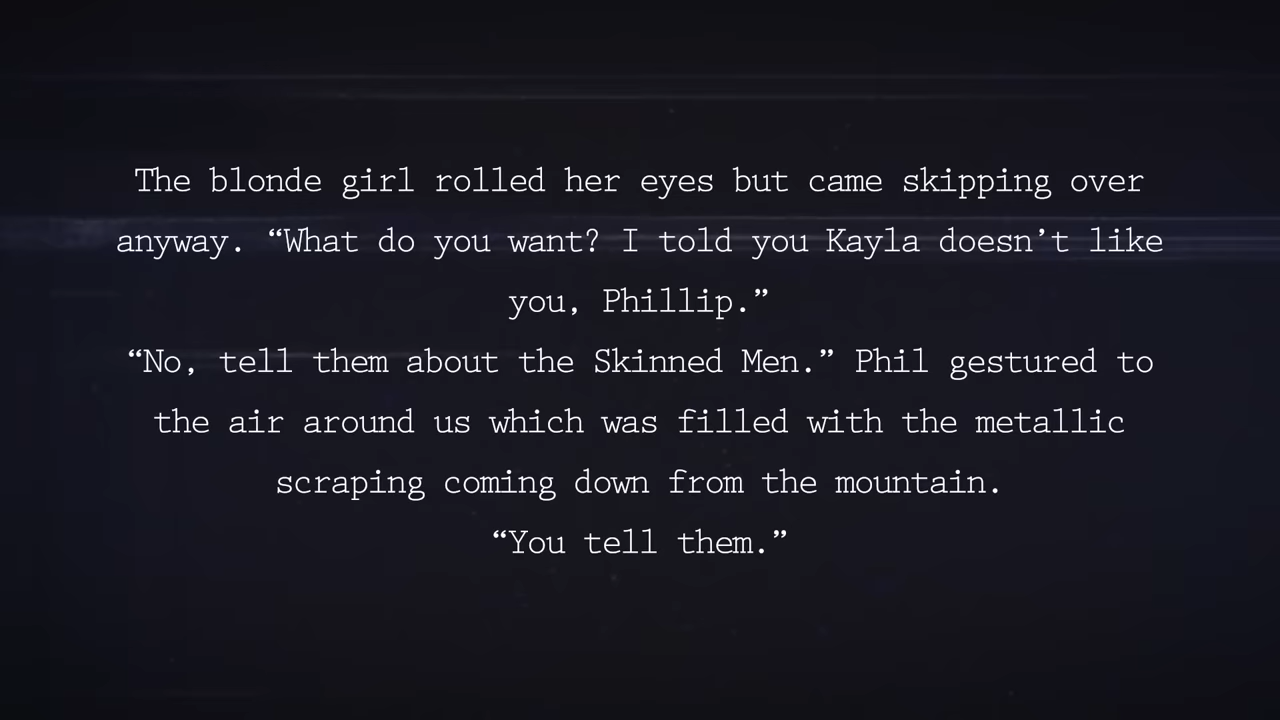 The blonde girl rolled her eyes but came skipping over
anyway. “What do you want? I told you Kayla doesn’t like
you, Phillip.”
“No, tell them about the Skinned Men.” Phil gestured to
the air around us which was filled with the metallic
scraping coming down from the mountain.
“You tell them.”